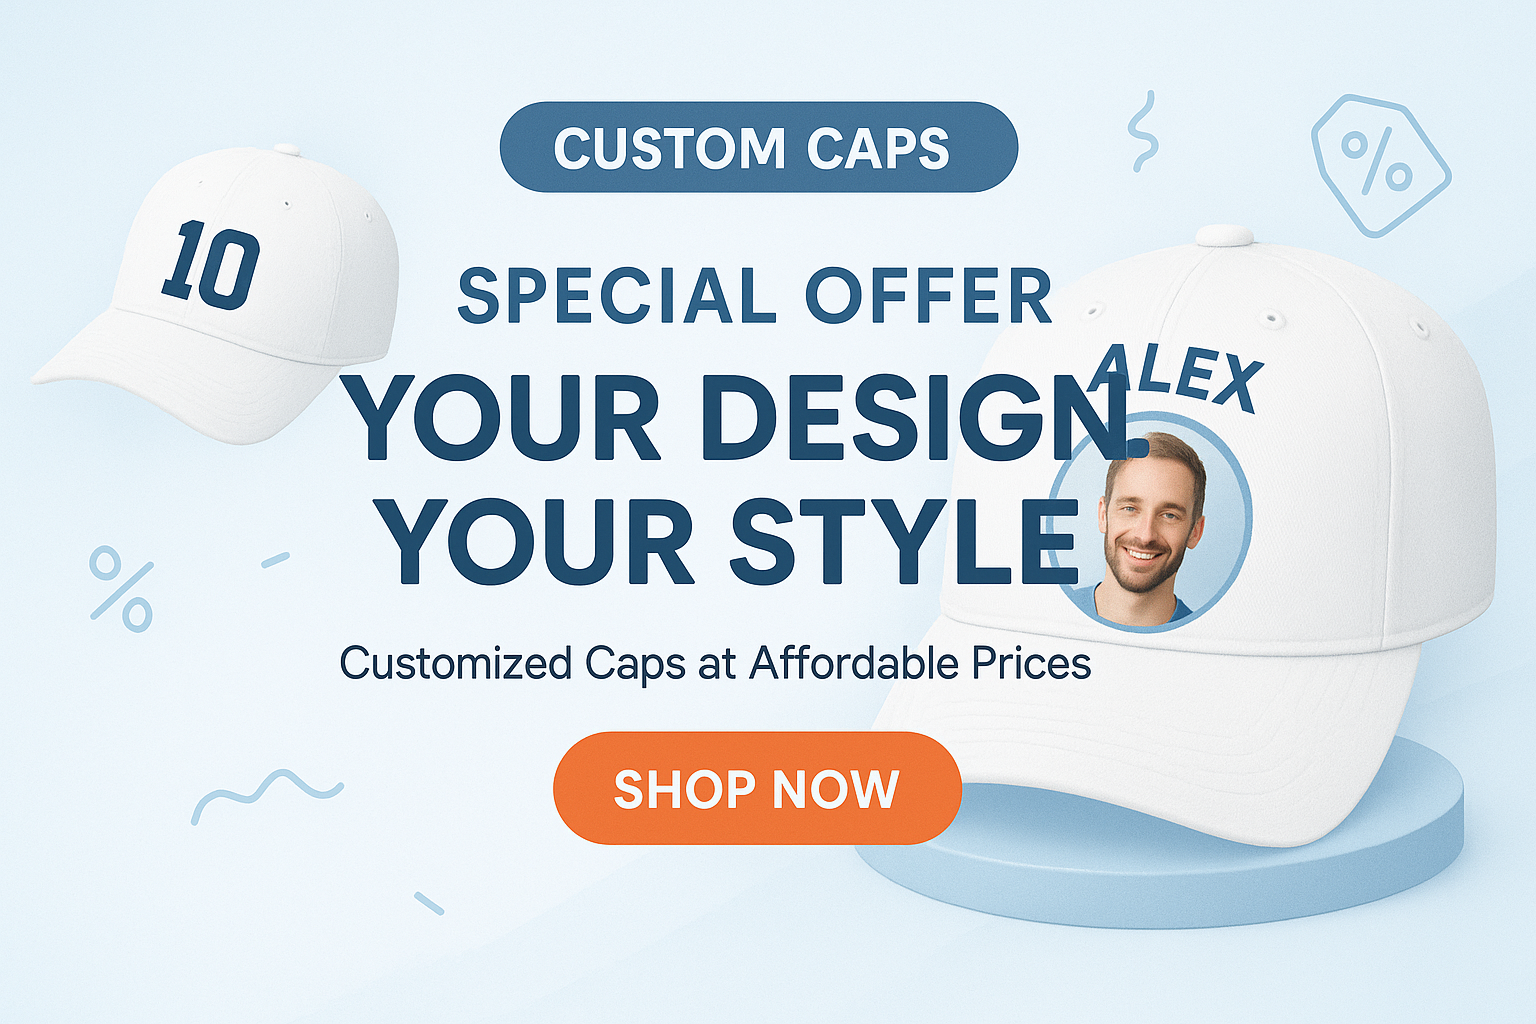 CUSTOM CAPS
10
SPECIAL OFFER
ALEX
YOUR DESIGN.
YOUR STYLE
Customized Caps at Affordable Prices
SHOP NOW